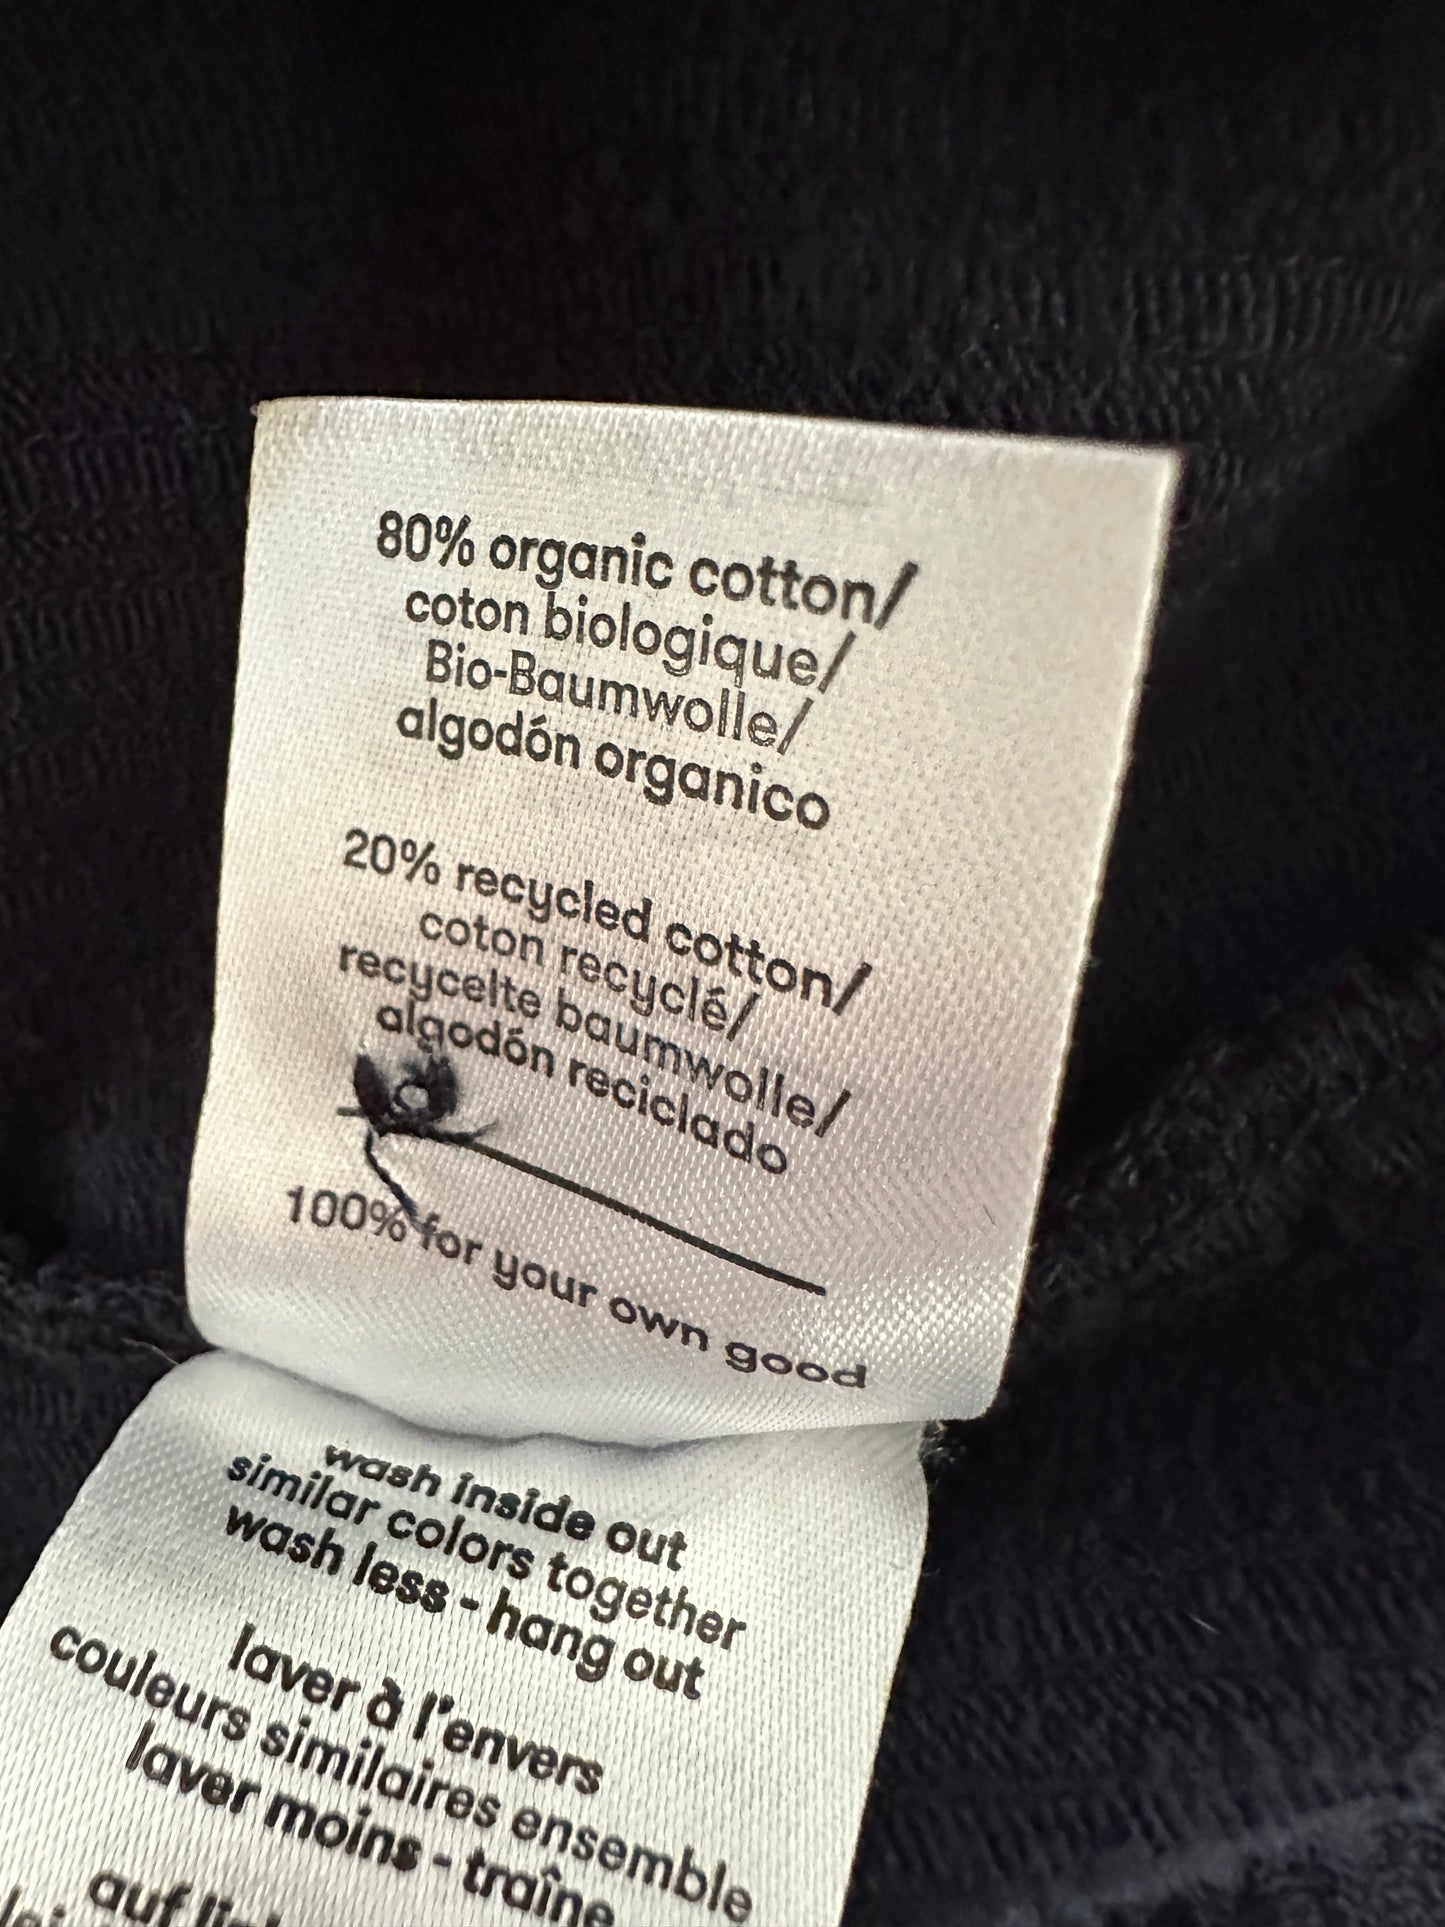 80% organic cotton/
coton biologique/
Bio-Baumwolle/
algodón organico
20% recycled cotton/
coton recyclé/
recycelte baumwolle/
algodón reciclado
100% for your own good
wash inside out
similar colors together
wash less - hang out
laver à l'envers
couleurs similaires ensemble
laver moins - traîne
auf